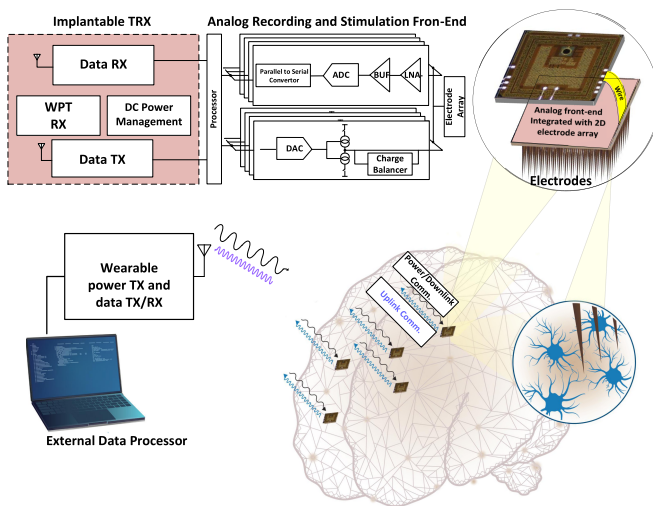 Implantable TRX
Analog Recording and Stimulation Fron-End
Data RX
WPT
RX
DC Power
Management
Data TX
Processor
Parallel to Serial
Convertor
ADC
BUF
LNA
Electrode
Array
DAC
Charge
Balancer
Wire
Analog front-end
Integrated with 2D
electrode array
Electrodes
Wearable
power TX and
data TX/RX
External Data Processor
Power/Downlink
Comm.
Uplink Comm.